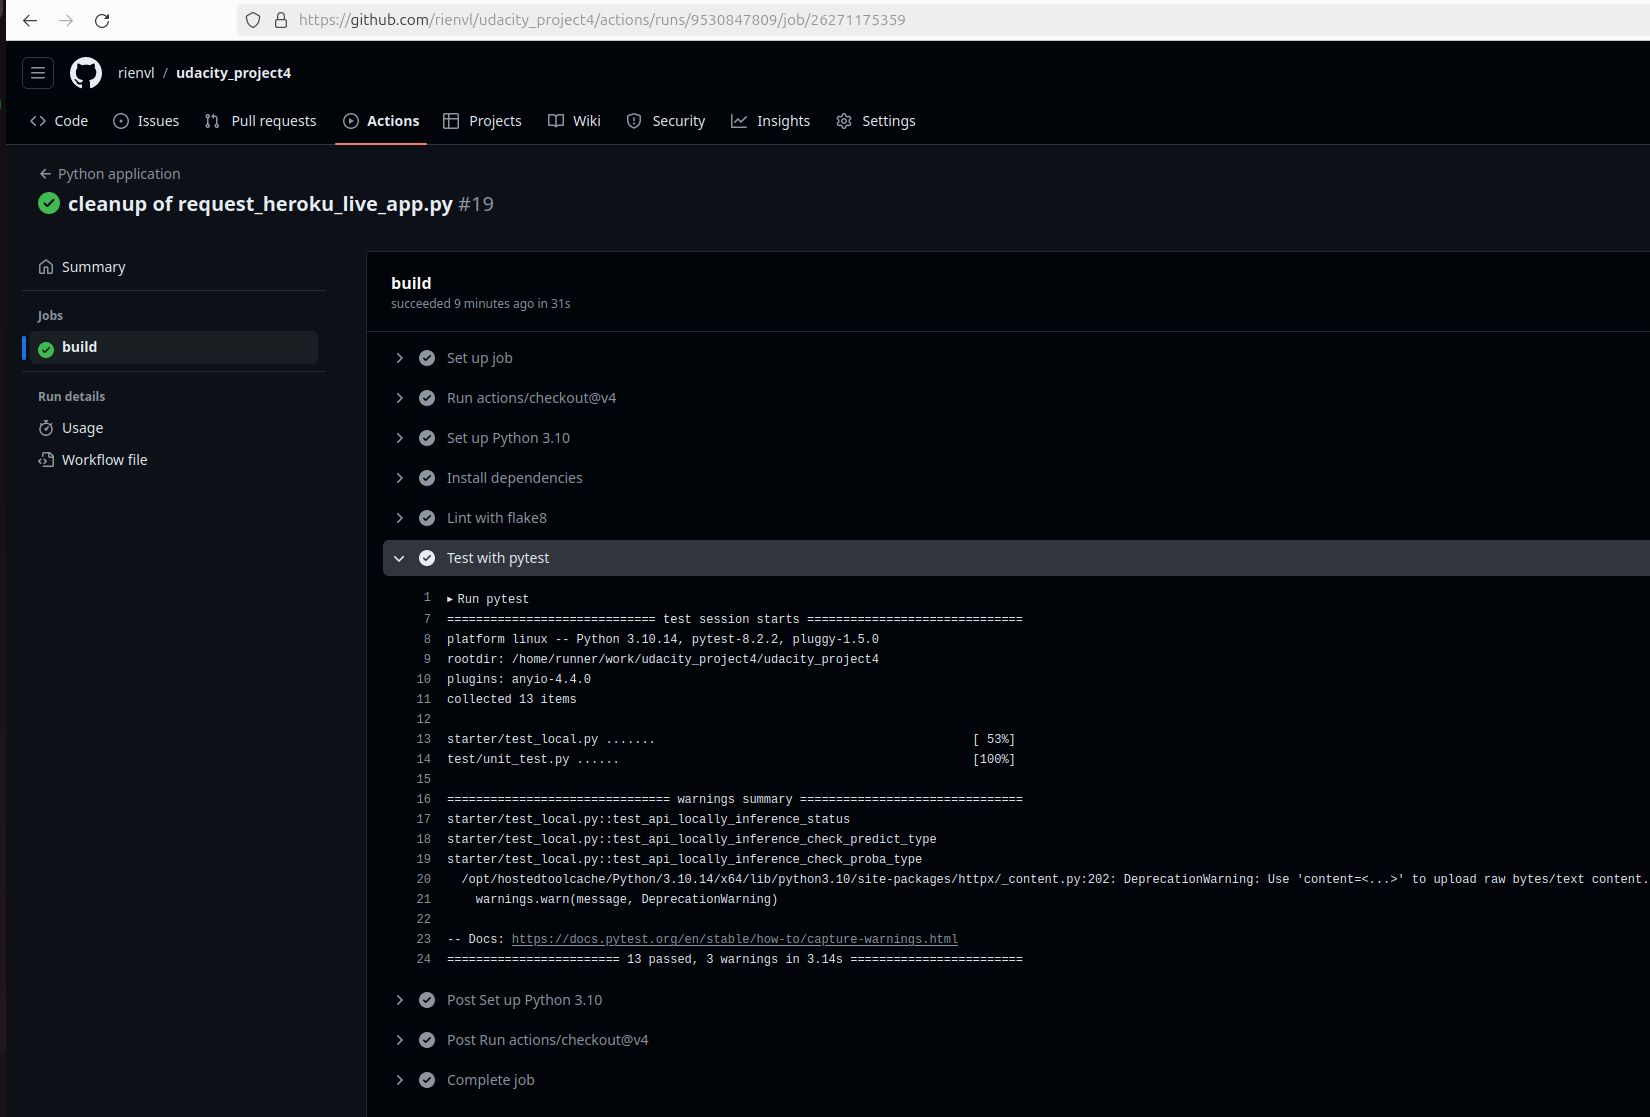 https://github.com/rienvl/udacity_project4/actions/runs/9530847809/job/26271175359
rienvl / udacity_project4
Code Issues Pull requests Actions Projects Wiki Security Insights Settings
Python application
cleanup of request_heroku_live_app.py #19
Summary
Jobs
build
Run details
Usage
Workflow file
build
succeeded 9 minutes ago in 31s
Set up job
Run actions/checkout@v4
Set up Python 3.10
Install dependencies
Lint with flake8
Test with pytest
1 Run pytest
7 ============================= test session starts ==============================
8 platform linux -- Python 3.10.14, pytest-8.2.2, pluggy-1.5.0
9 rootdir: /home/runner/work/udacity_project4/udacity_project4
10 plugins: anyio-4.4.0
11 collected 13 items
12
13 starter/test_local.py ....... [ 53%]
14 test/unit_test.py ...... [100%]
15
16 =============================== warnings summary ===============================
17 starter/test_local.py::test_api_locally_inference_status
18 starter/test_local.py::test_api_locally_inference_check_predict_type
19 starter/test_local.py::test_api_locally_inference_check_proba_type
20 /opt/hostedtoolcache/Python/3.10.14/x64/lib/python3.10/site-packages/httpx/_content.py:202: DeprecationWarning: Use 'content=<...>' to upload raw bytes/text content.
21 warnings.warn(message, DeprecationWarning)
22
23 -- Docs: https://docs.pytest.org/en/stable/how-to/capture-warnings.html
24 ======================== 13 passed, 3 warnings in 3.14s ========================
Post Set up Python 3.10
Post Run actions/checkout@v4
Complete job